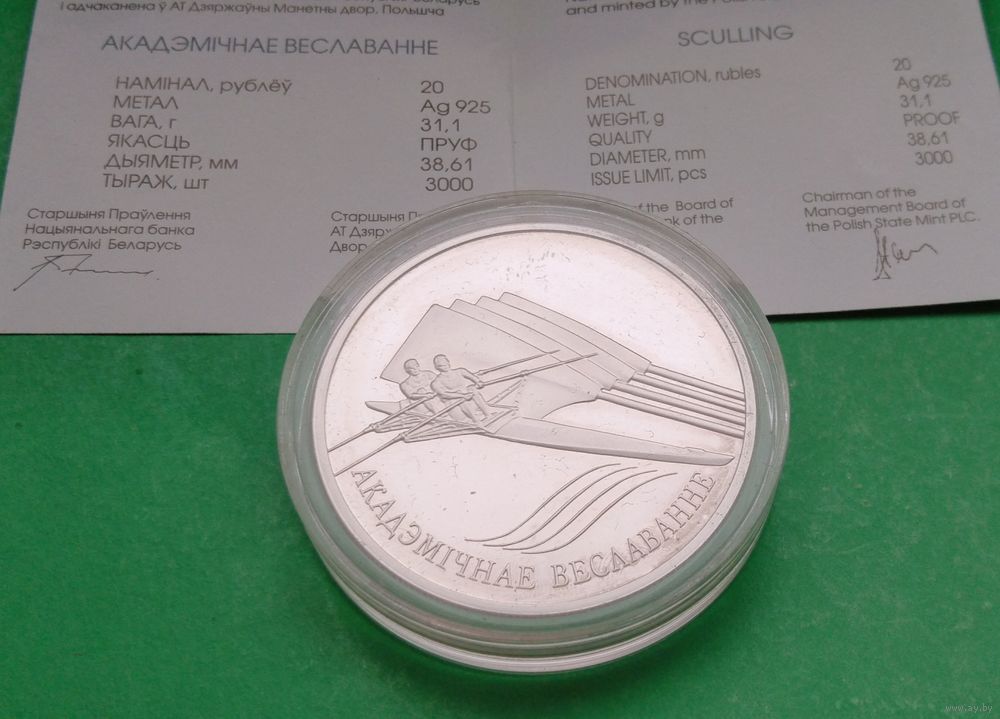 і адчаканена ў АТ Дзяржаўны Манетны двор, Польшча
АКАДЭМІЧНАЕ ВЕСЛАВАННЕ
НАМІНАЛ, рублёў 20
МЕТАЛ Ag 925
ВАГА, г 31,1
ЯКАСЦЬ ПРУФ
ДЫЯМЕТР, мм 38,61
ТЫРАЖ, шт 3000
Старшыня Праўлення
Нацыянальнага банка
Рэспублікі Беларусь
Старшыня
АТ
and minted by the
SCULLING
DENOMINATION, rubles 20
METAL Ag 925
WEIGHT, g 31,1
QUALITY PROOF
DIAMETER, mm 38,61
ISSUE LIMIT, pcs 3000
of the Board of
of the
Chairman of the
Management Board of
the Polish State Mint PLC.
АКАДЭМІЧНАЕ ВЕСЛАВАННЕ
www.ay.by